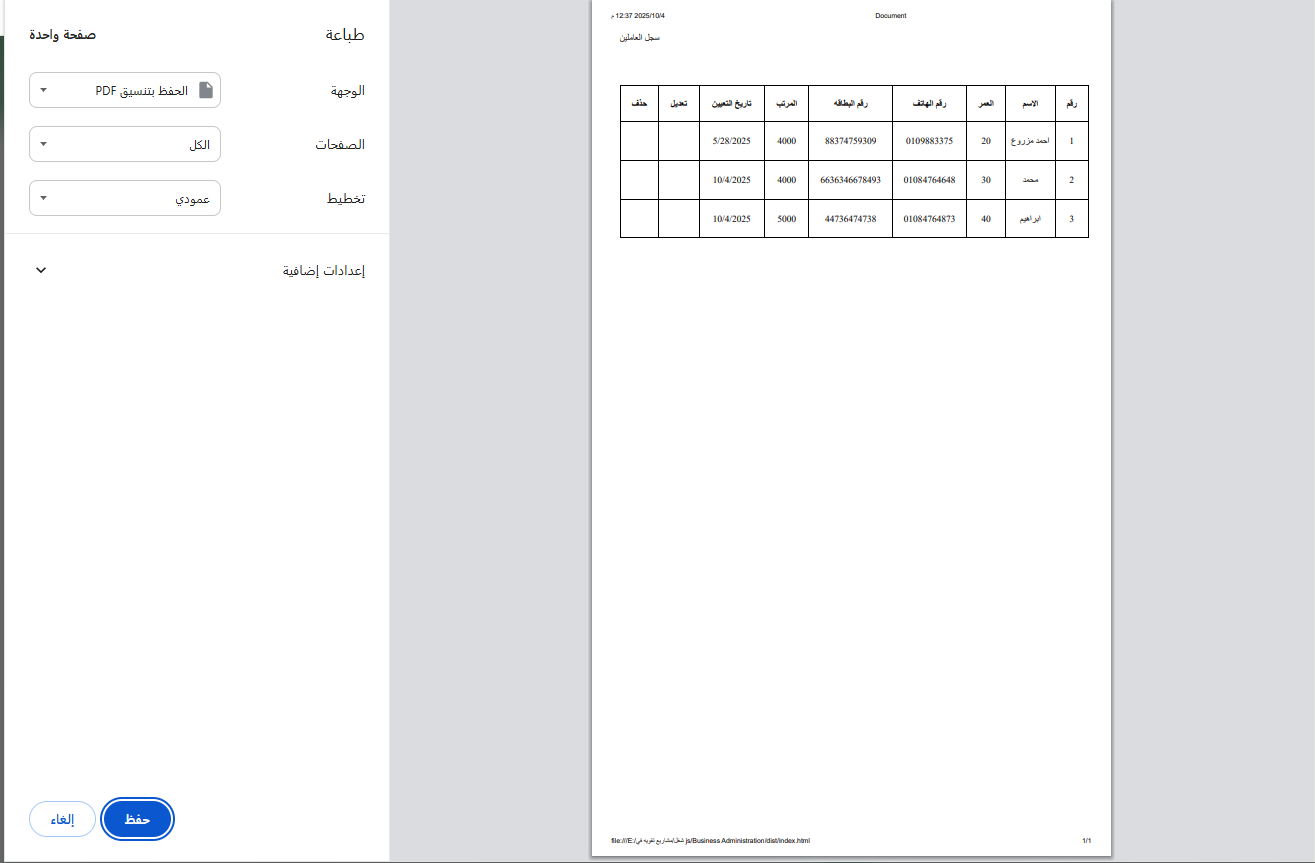 طباعة
صفحة واحدة
الوجهة
الحفظ بتنسيق PDF
الصفحات
الكل
تخطيط
عمودي
إعدادات إضافية
حفظ
إلغاء
12:37 2025/10/4 م
Document
سجل العاملين
رقم الاسم العمر رقم الهاتف رقم البطاقه المرتب تاريخ التعيين تعديل حذف
1 احمد مزروع 20 0109883375 88374759309 4000 5/28/2025
2 محمد 30 01084764648 6636346678493 4000 10/4/2025
3 ابراهيم 40 01084764873 44736474738 5000 10/4/2025
file:///E:/شغل/مشاريع تقويه في js/Business Administration/dist/index.html
1/1